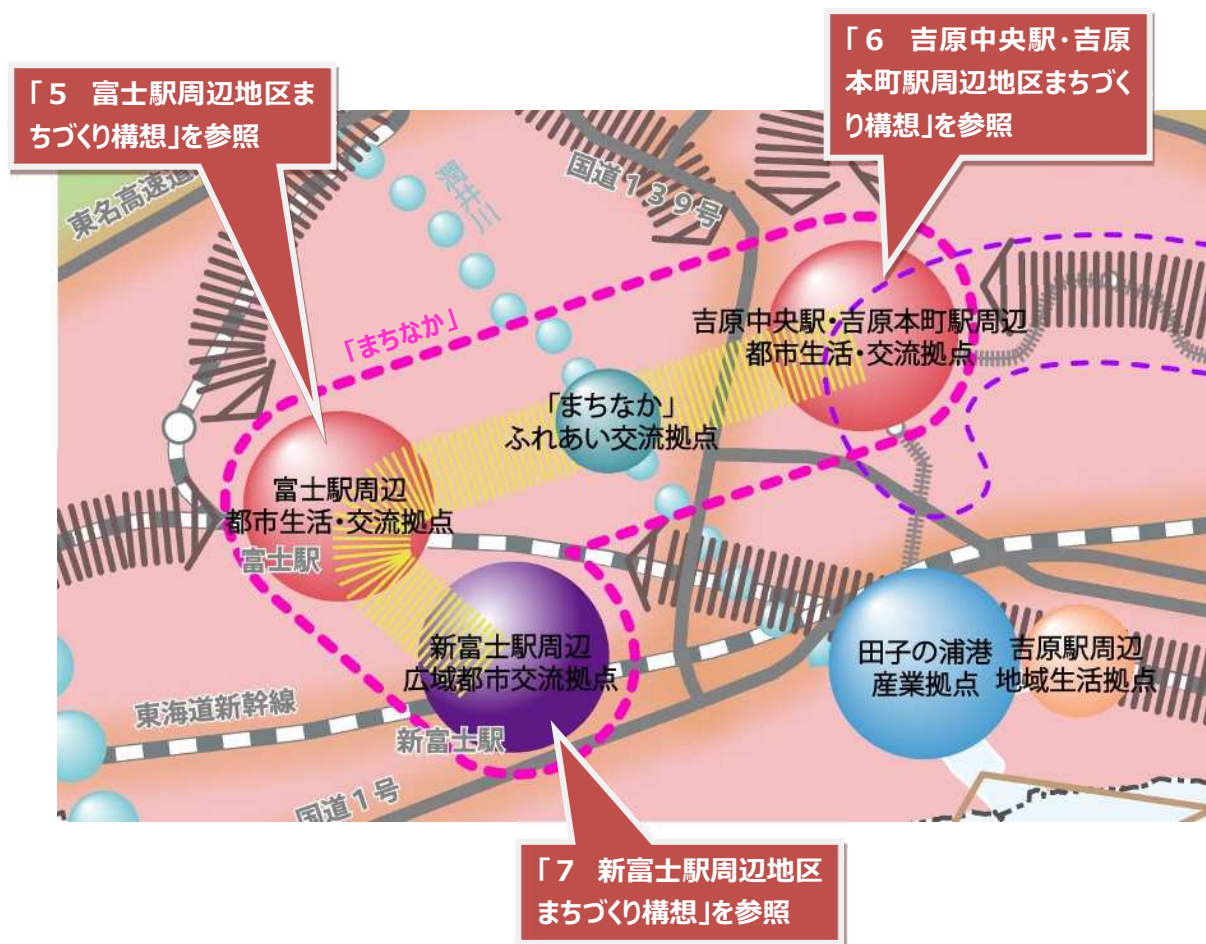 「6 吉原中央駅・吉原
本町駅周辺地区まちづく
り構想」を参照
「5 富士駅周辺地区ま
ちづくり構想」を参照
東名高速道
潤井川
国道139号
「まちなか」
吉原中央駅・吉原本町駅周辺
都市生活・交流拠点
「まちなか」
ふれあい交流拠点
富士駅周辺
都市生活・交流拠点
富士駅
新富士駅周辺
広域都市交流拠点
田子の浦港
産業拠点
吉原駅周辺
地域生活拠点
東海道新幹線
新富士駅
国道1号
「7 新富士駅周辺地区
まちづくり構想」を参照